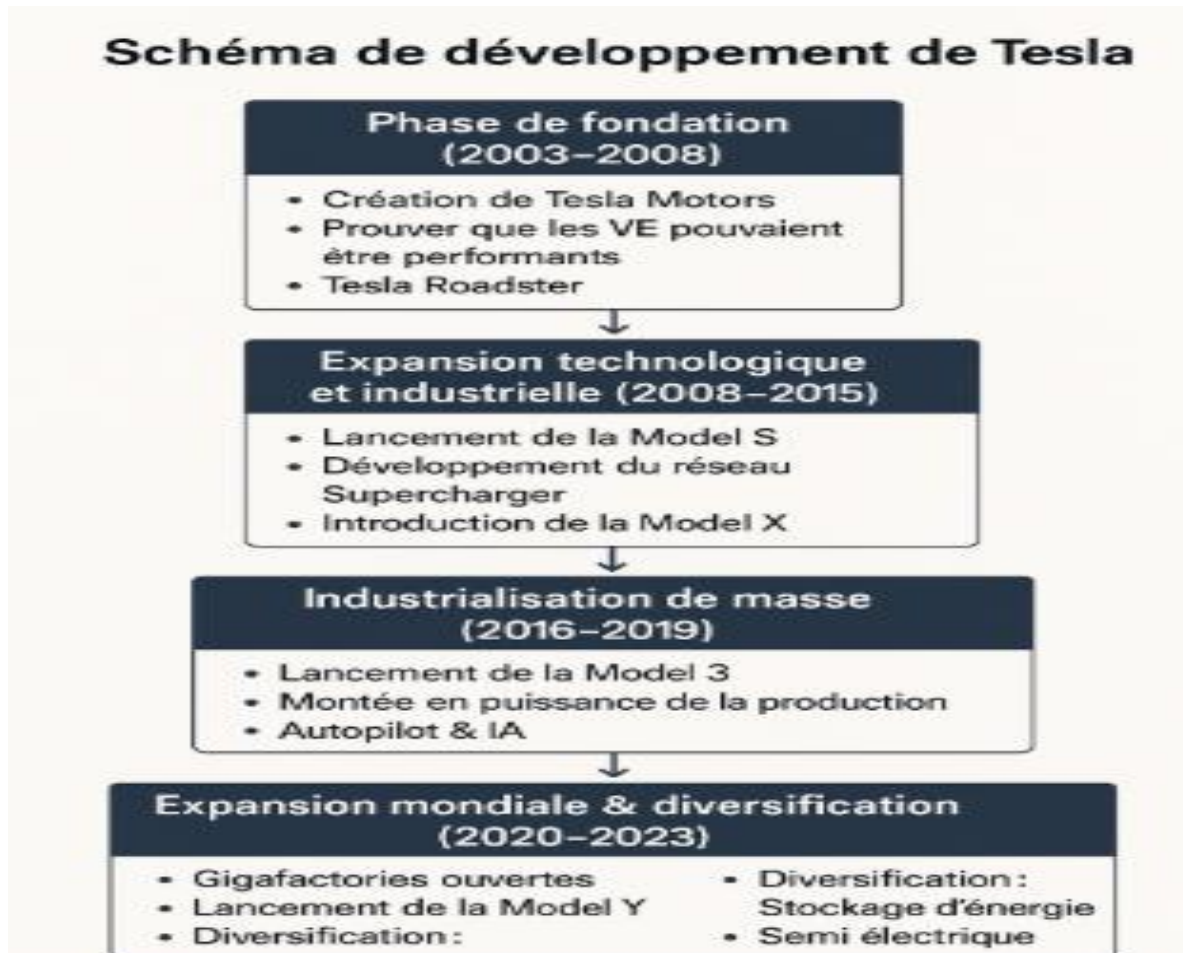 Schéma de développement de Tesla
Phase de fondation
(2003–2008)
• Création de Tesla Motors
• Prouver que les VE pouvaient
être performants
• Tesla Roadster
Expansion technologique
et industrielle (2008–2015)
• Lancement de la Model S
• Développement du réseau
Supercharger
• Introduction de la Model X
Industrialisation de masse
(2016–2019)
• Lancement de la Model 3
• Montée en puissance de la production
• Autopilot & IA
Expansion mondiale & diversification
(2020–2023)
• Gigafactories ouvertes
• Lancement de la Model Y
• Diversification :
• Diversification :
Stockage d'énergie
• Semi électrique